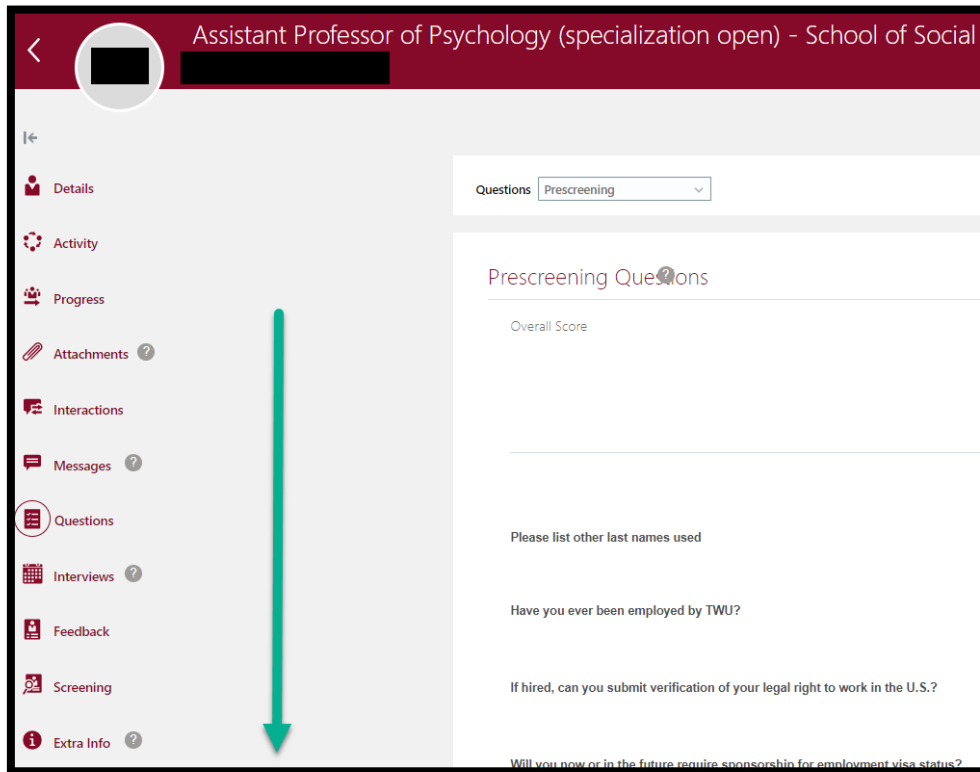 Assistant Professor of Psychology (specialization open) - School of Social
Details
Activity
Progress
Attachments ?
Interactions
Messages ?
Questions
Interviews ?
Feedback
Screening
Extra Info ?
Questions Prescreening
Prescreening Questions
Overall Score
Please list other last names used
Have you ever been employed by TWU?
If hired, can you submit verification of your legal right to work in the U.S.?
Will you now or in the future require sponsorship for employment visa status?